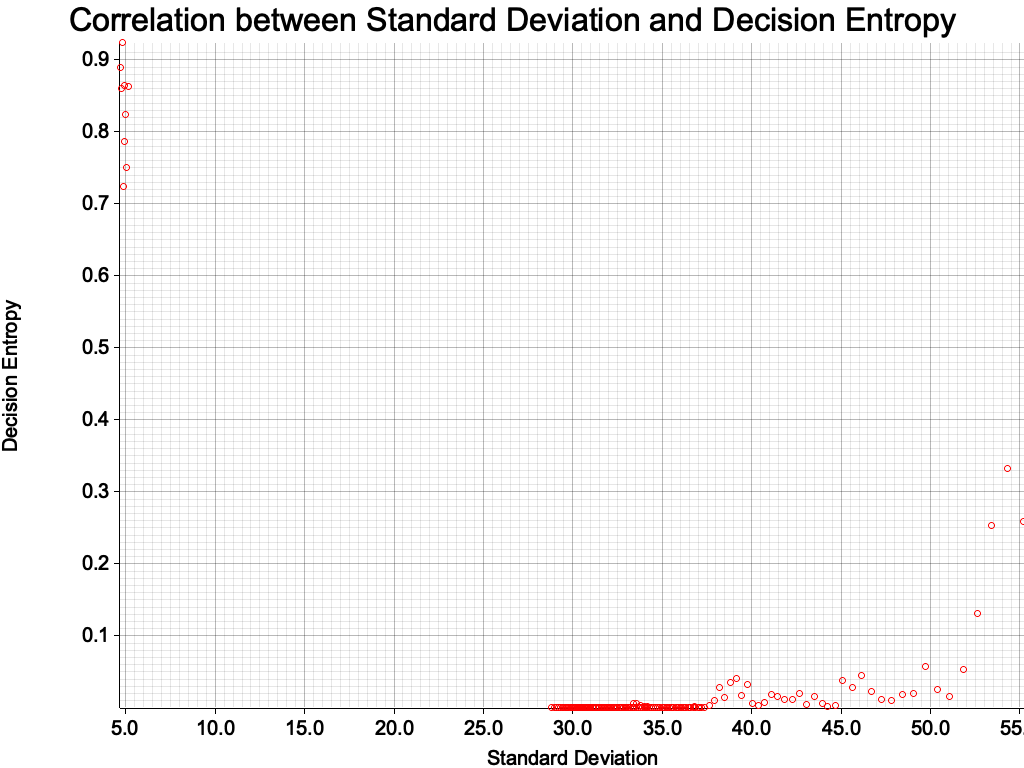 Correlation between Standard Deviation and Decision Entropy
Decision Entropy
0.9
0.8
0.7
0.6
0.5
0.4
0.3
0.2
0.1
5.0 10.0 15.0 20.0 25.0 30.0 35.0 40.0 45.0 50.0 55.
Standard Deviation